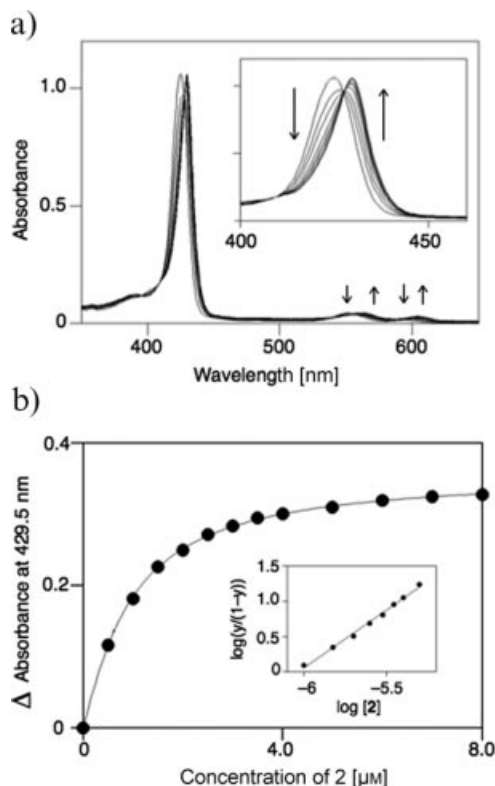 a)
1.0
0.5
0
Absorbance
400
450
400
500
600
Wavelength [nm]
b)
0.4
0.2
0
Δ Absorbance at 429.5 nm
1.5
1.0
0.5
0
log(y/(1–y))
−6
−5.5
log [2]
0
4.0
8.0
Concentration of 2 [μM]